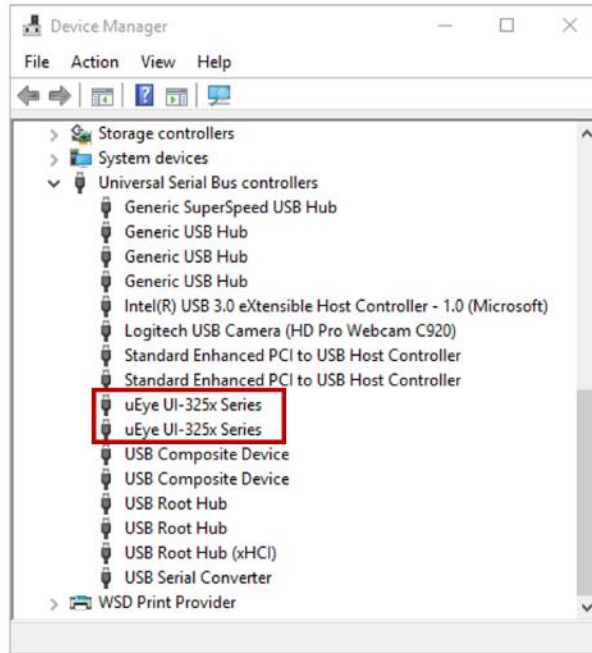 Device Manager
File Action View Help
Storage controllers
System devices
Universal Serial Bus controllers
Generic SuperSpeed USB Hub
Generic USB Hub
Generic USB Hub
Generic USB Hub
Intel(R) USB 3.0 eXtensible Host Controller - 1.0 (Microsoft)
Logitech USB Camera (HD Pro Webcam C920)
Standard Enhanced PCI to USB Host Controller
Standard Enhanced PCI to USB Host Controller
uEye UI-325x Series
uEye UI-325x Series
USB Composite Device
USB Composite Device
USB Root Hub
USB Root Hub
USB Root Hub (xHCI)
USB Serial Converter
WSD Print Provider